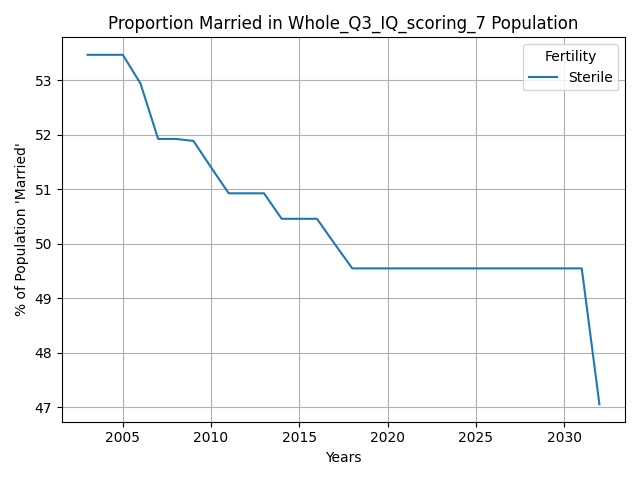 Proportion Married in Whole_Q3_IQ_scoring_7 Population
Fertility
Sterile
% of Population 'Married'
53
52
51
50
49
48
47
2005
2010
2015
2020
2025
2030
Years